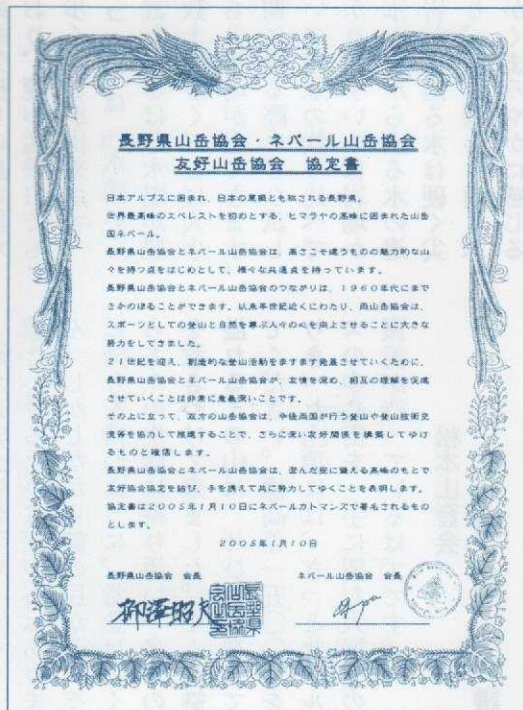 長野県山岳協会・ネパール山岳協会
友好山岳協会　協定書
日本アルプスに囲まれ、日本の屋根とも称される長野県。
世界最高峰のエベレストを初めとする、ヒマラヤの高峰に囲まれた山岳
国ネパール。
長野県山岳協会とネパール山岳協会は、高さこそ違うものの魅力的な山
々を持つ点をはじめとして、様々な共通点を持っています。
長野県山岳協会とネパール山岳協会のつながりは、1960年代にまで
さかのぼることができます。以来半世紀近くにわたり、両山岳協会は、
スポーツとしての登山と自然を尊ぶ人々の心を向上させることに大きな
努力をしてきました。
21世紀を迎え、創造的な登山活動をますます発展させていくために、
長野県山岳協会とネパール山岳協会が、友情を深め、相互の理解を促進
させていくことは非常に意義深いことです。
その上に立って、双方の山岳協会は、今後両国が行う登山や登山技術交
流等を協力して推進することで、さらに深い友好関係を構築してゆけ
るものと確信します。
長野県山岳協会とネパール山岳協会は、澄んだ空に聳える高峰のもとで
友好協会協定を結び、手を携えて共に努力してゆくことを表明します。
協定書は2005年1月10日にネパールカトマンズで署名されるもの
とします。
2005年1月10日
長野県山岳協会　会長
ネパール山岳協会　会長
柳澤昭夫